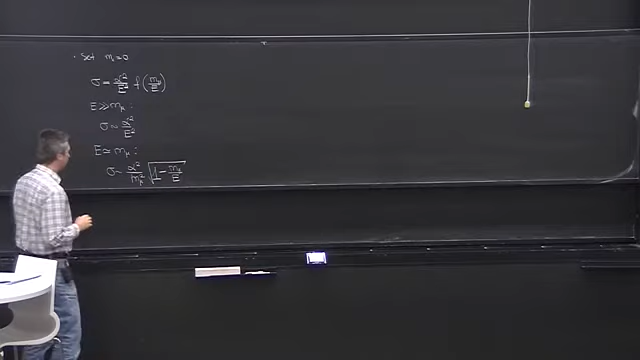 · Set m_e = 0
σ = α²/E² f(m_μ/E)
E ≫ m_μ :
σ ~ α²/E²
E ≃ m_μ :
σ ~ α²/m_μ² √(1 - m_μ/E)